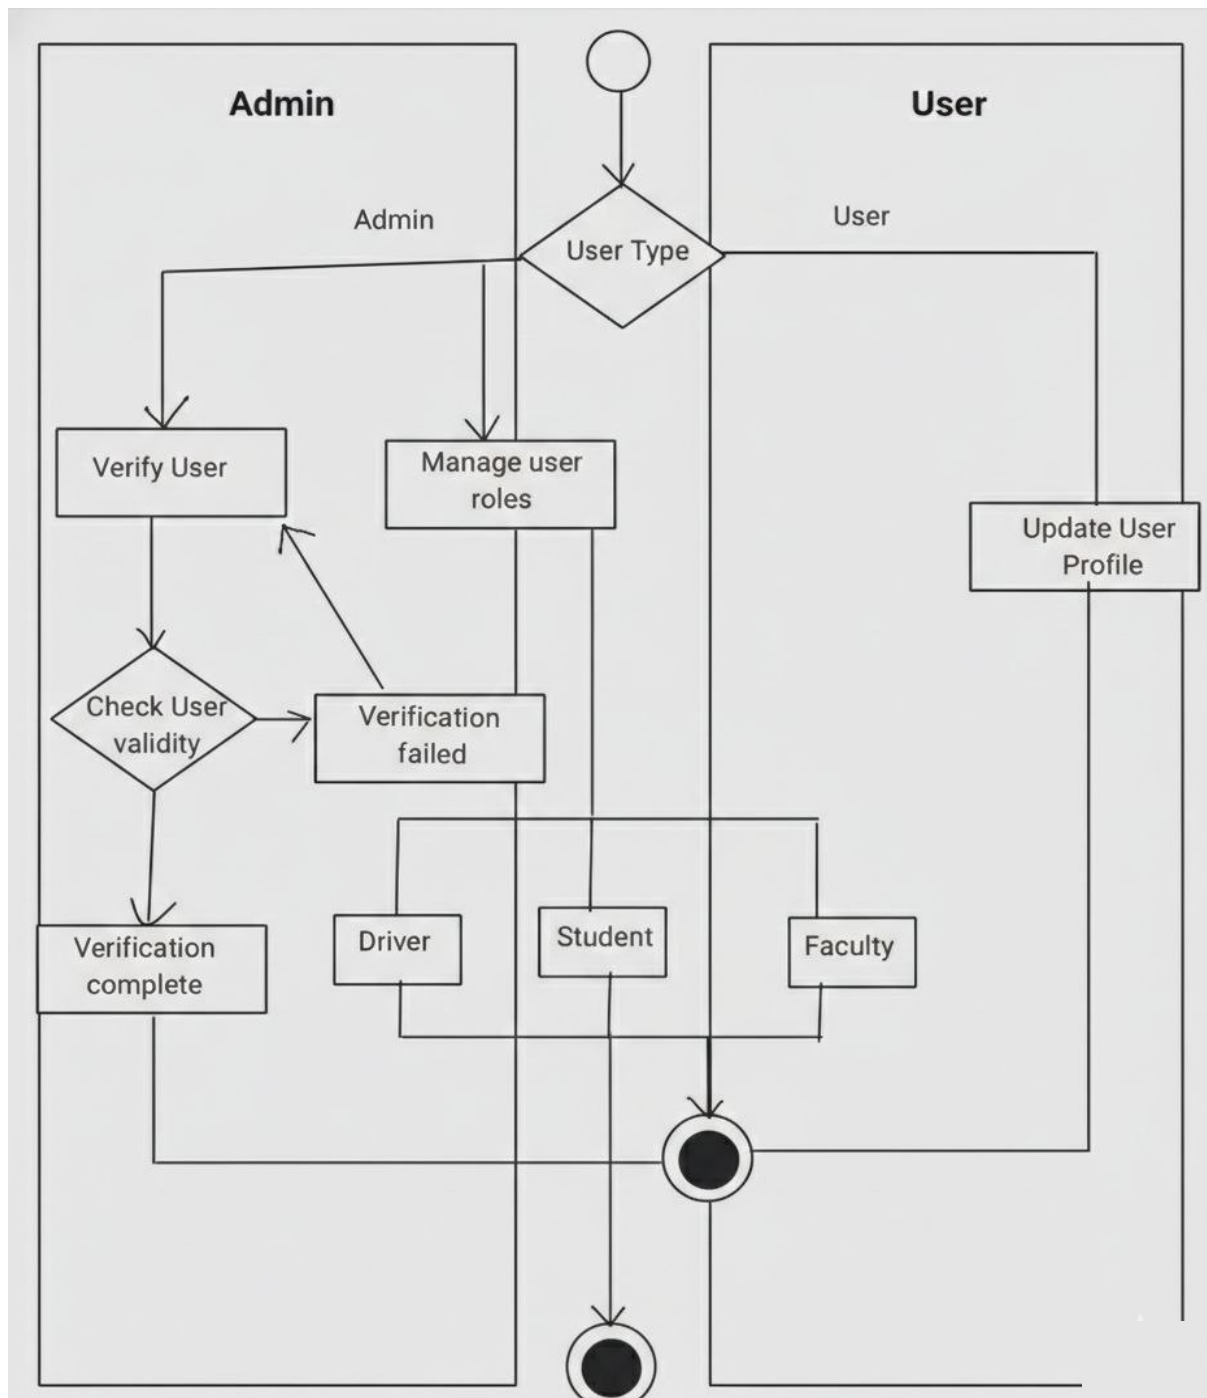 Admin
User
Admin
User
User Type
Verify User
Manage user
roles
Update User
Profile
Check User
validity
Verification
failed
Driver
Student
Faculty
Verification
complete